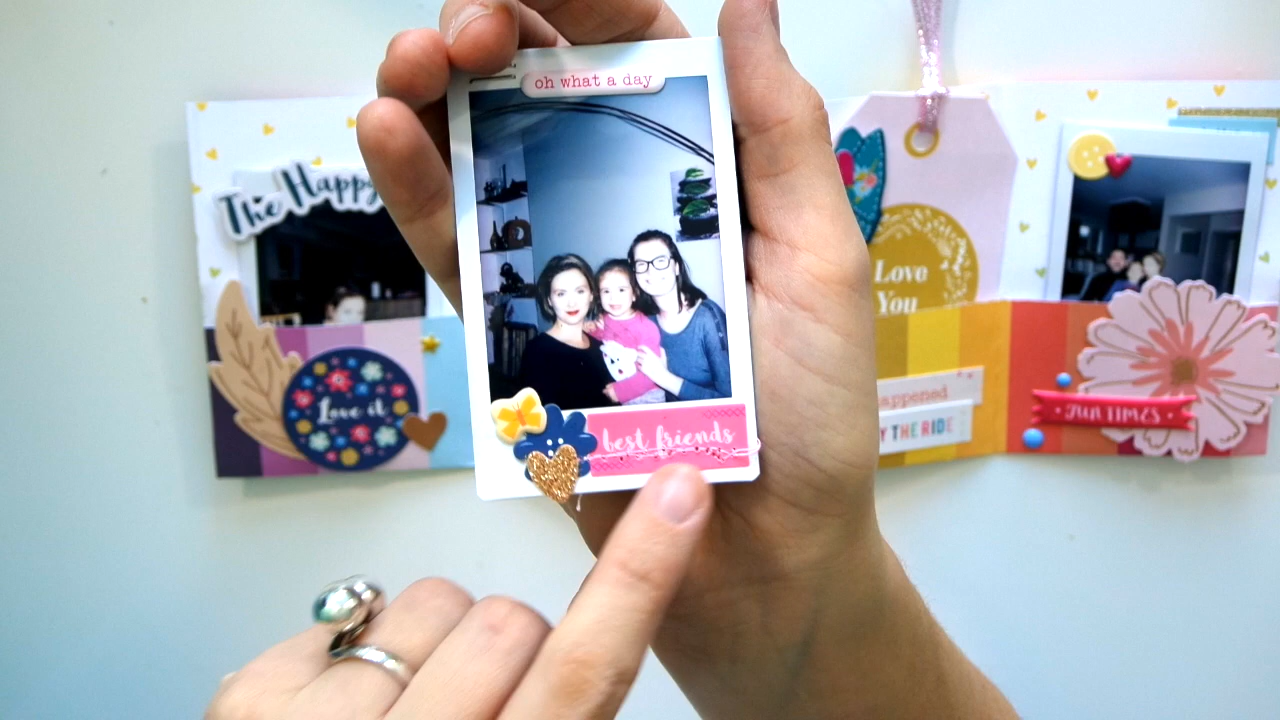 oh what a day
The Happy
Love it
best friends
Love
You
appened
Y THE RIDE
FUN TIMES